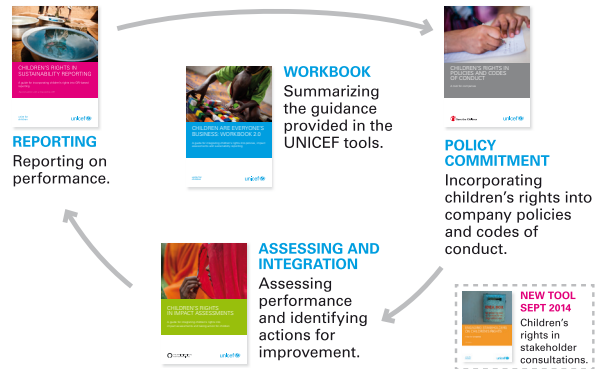 CHILDREN'S RIGHTS IN
SUSTAINABILITY REPORTING
unicef
REPORTING
Reporting on
performance.
CHILDREN ARE EVERYONE'S
BUSINESS: WORKBOOK 2.0
unicef
WORKBOOK
Summarizing
the guidance
provided in the
UNICEF tools.
CHILDREN'S RIGHTS IN
POLICIES AND CODES
OF CONDUCT
Save the Children
unicef
POLICY
COMMITMENT
Incorporating
children's rights into
company policies
and codes of
conduct.
CHILDREN'S RIGHTS
IN IMPACT ASSESSMENTS
unicef
ASSESSING AND
INTEGRATION
Assessing
performance
and identifying
actions for
improvement.
unicef
NEW TOOL
SEPT 2014
Children's
rights in
stakeholder
consultations.